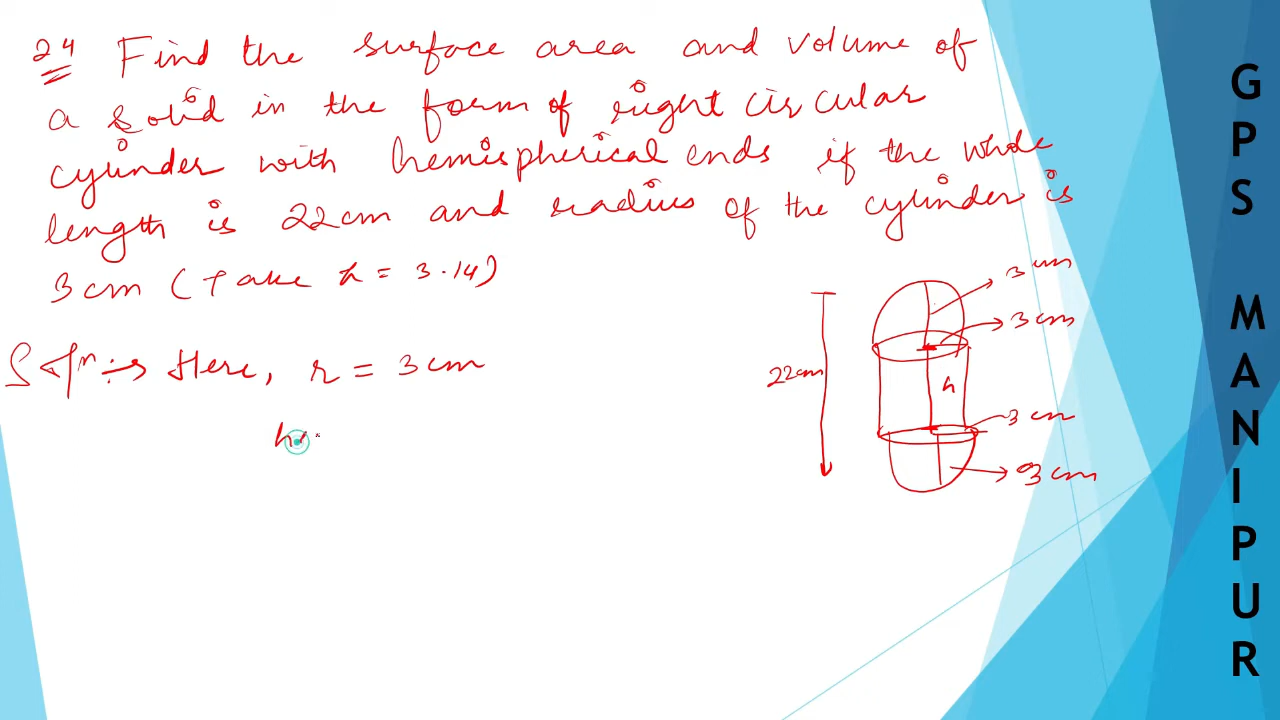 24 Find the surface area and volume of
a solid in the form of right circular
cylinder with hemispherical ends if the whole
length is 22cm and radius of the cylinder is
3cm (Take π = 3.14)
Solⁿ:→ Here, r = 3cm
h
22cm
3 cm
3 cm
h
3 cm
3 cm
GPS MANIPUR